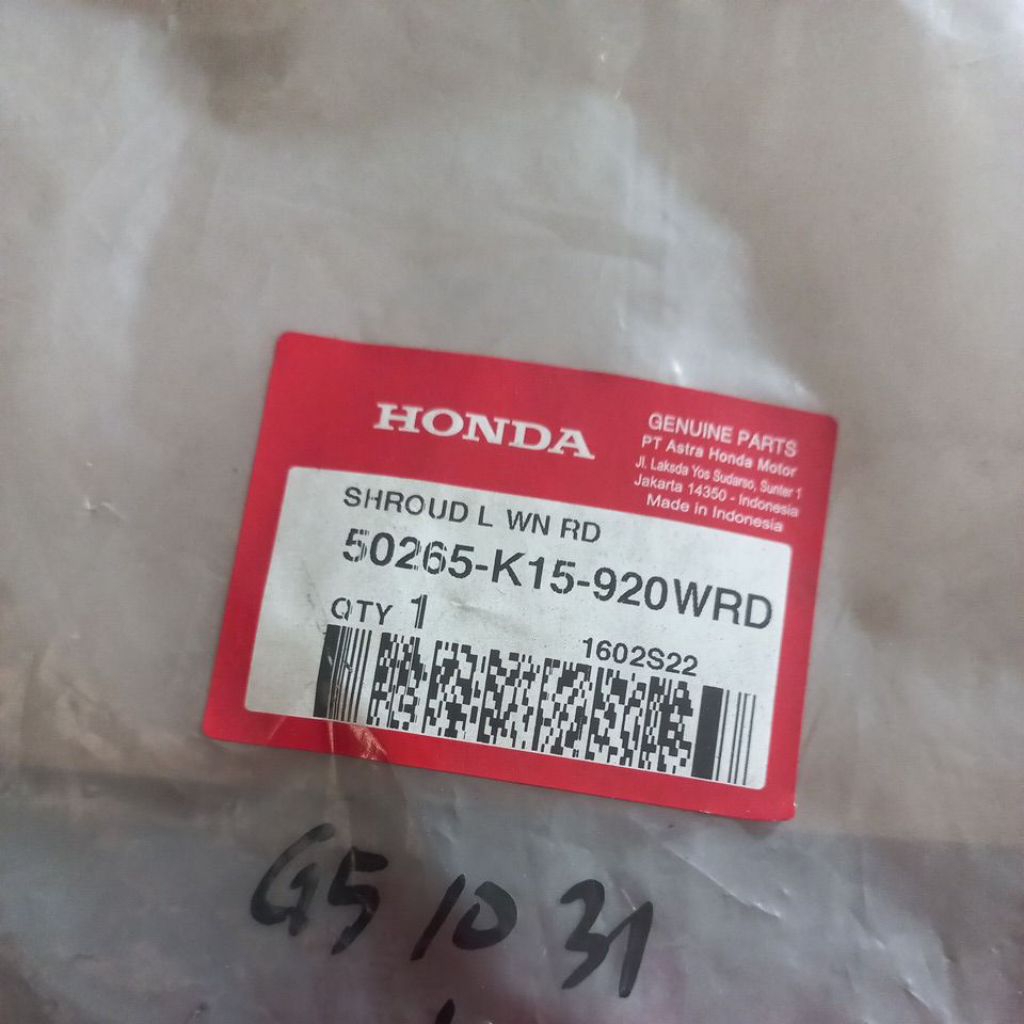 HONDA
GENUINE PARTS
PT Astra Honda Motor
Jl. Laksda Yos Sudarso, Sunter 1
Jakarta 14350 - Indonesia
Made in Indonesia
SHROUD L WN RD
50265-K15-920WRD
QTY 1
1602S22
G5 10 31